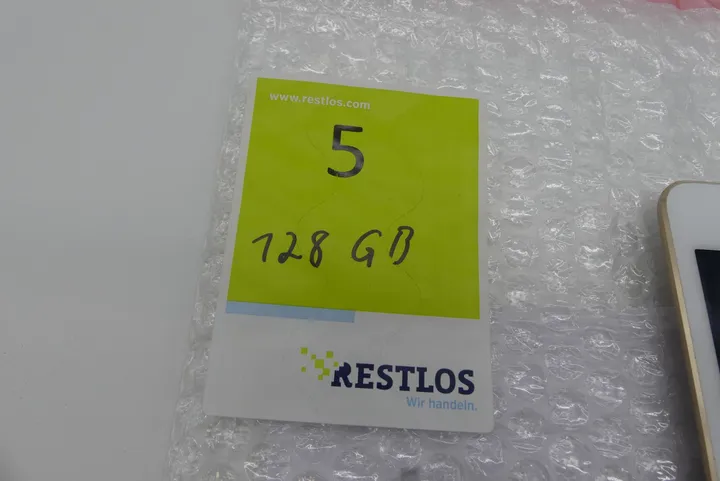 www.restlos.com
5
128 GB
RESTLOS
Wir handeln.